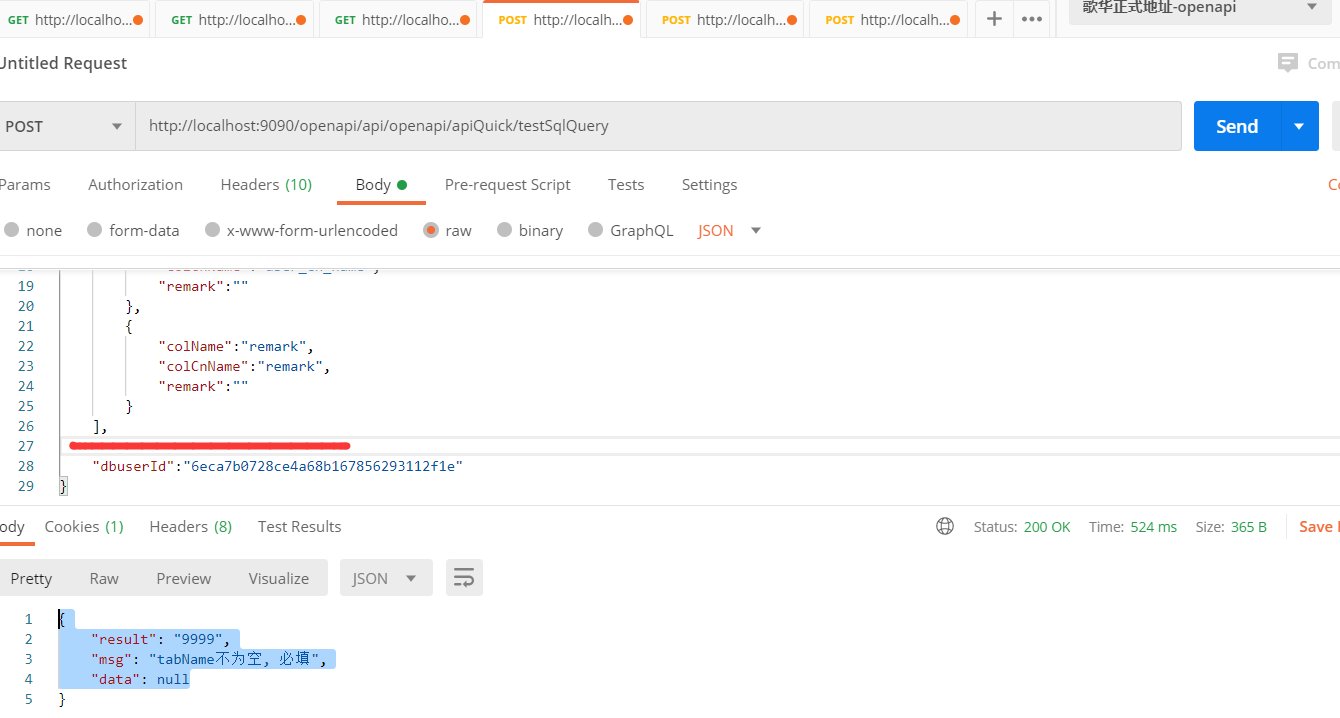 GET http://localho... GET http://localho... GET http://localho... POST http://localh... POST http://localh... POST http://localh... + ••• 歌华正式地址-openapi
Untitled Request Com
POST http://localhost:9090/openapi/api/openapi/apiQuick/testSqlQuery Send
Params Authorization Headers (10) Body Pre-request Script Tests Settings
none form-data x-www-form-urlencoded raw binary GraphQL JSON
19 "remark":""
20 },
21 {
22 "colName":"remark",
23 "colCnName":"remark",
24 "remark":""
25 }
26 ],
27
28 "dbuserId":"6eca7b0728ce4a68b167856293112f1e"
29 }
ody Cookies (1) Headers (8) Test Results Status: 200 OK Time: 524 ms Size: 365 B Save
Pretty Raw Preview Visualize JSON
1 {
2 "result": "9999",
3 "msg": "tabName不为空, 必填",
4 "data": null
5 }